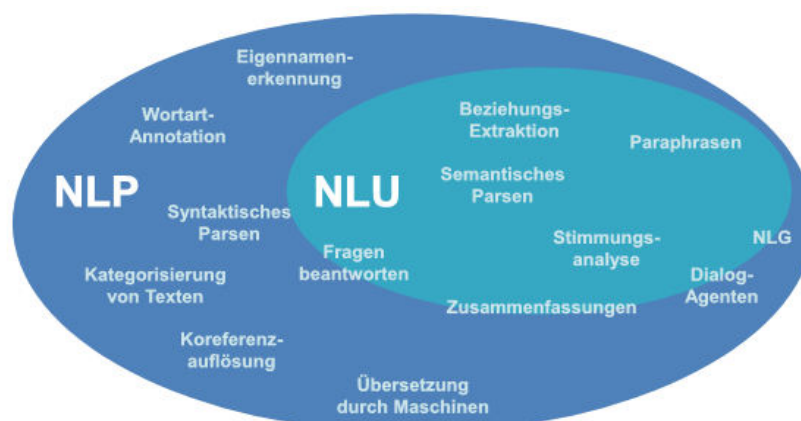 Eigennamen-
erkennung
Wortart-
Annotation
Beziehungs-
Extraktion
Paraphrasen
NLP
NLU
Semantisches
Parsen
Syntaktisches
Parsen
Fragen
beantworten
Stimmungs-
analyse
NLG
Kategorisierung
von Texten
Dialog-
Agenten
Zusammenfassungen
Koreferenz-
auflösung
Übersetzung
durch Maschinen